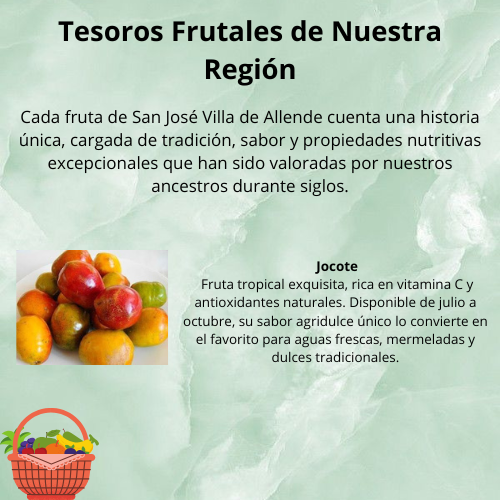 Tesoros Frutales de Nuestra
Región
Cada fruta de San José Villa de Allende cuenta una historia
única, cargada de tradición, sabor y propiedades nutritivas
excepcionales que han sido valoradas por nuestros
ancestros durante siglos.
Jocote
Fruta tropical exquisita, rica en vitamina C y
antioxidantes naturales. Disponible de julio a
octubre, su sabor agridulce único lo convierte en
el favorito para aguas frescas, mermeladas y
dulces tradicionales.